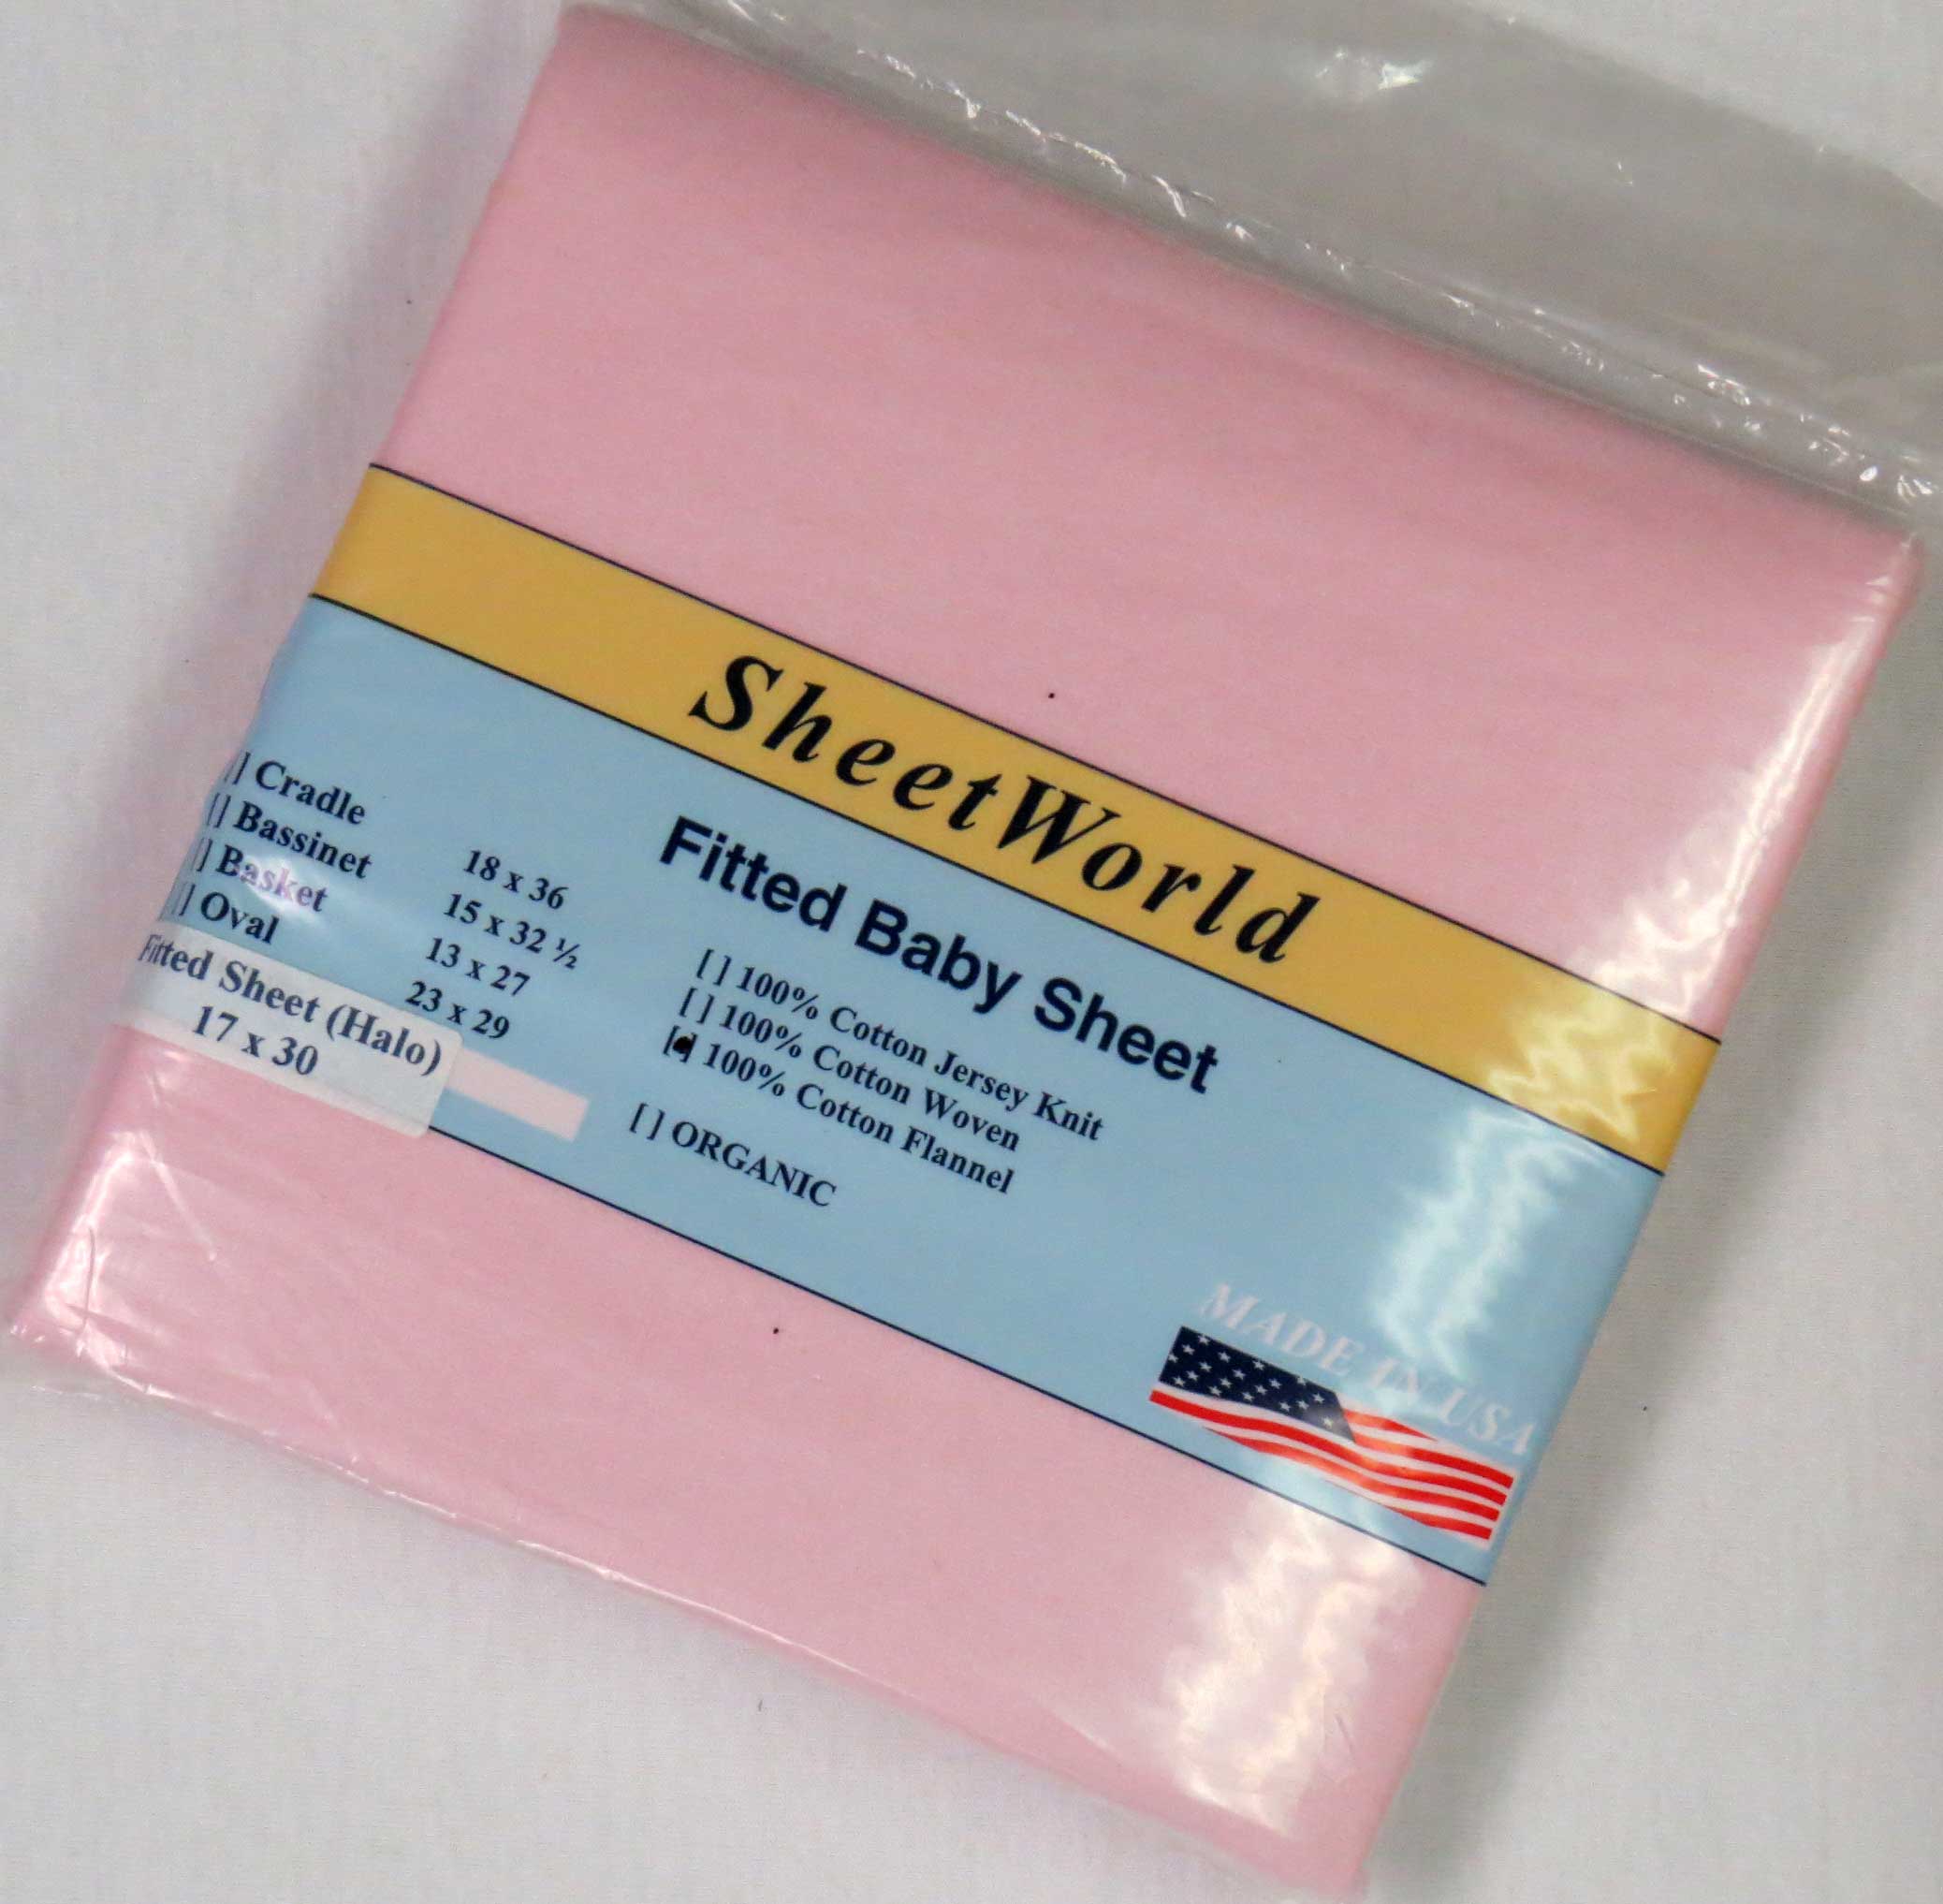 SheetWorld
Fitted Baby Sheet
[ ] Cradle 18 x 36
[ ] Bassinet 15 x 32 ½
[ ] Basket 13 x 27
[ ] Oval 23 x 29
Fitted Sheet (Halo)
17 x 30
[ ] 100% Cotton Jersey Knit
[ ] 100% Cotton Woven
[●] 100% Cotton Flannel
[ ] ORGANIC
MADE IN USA